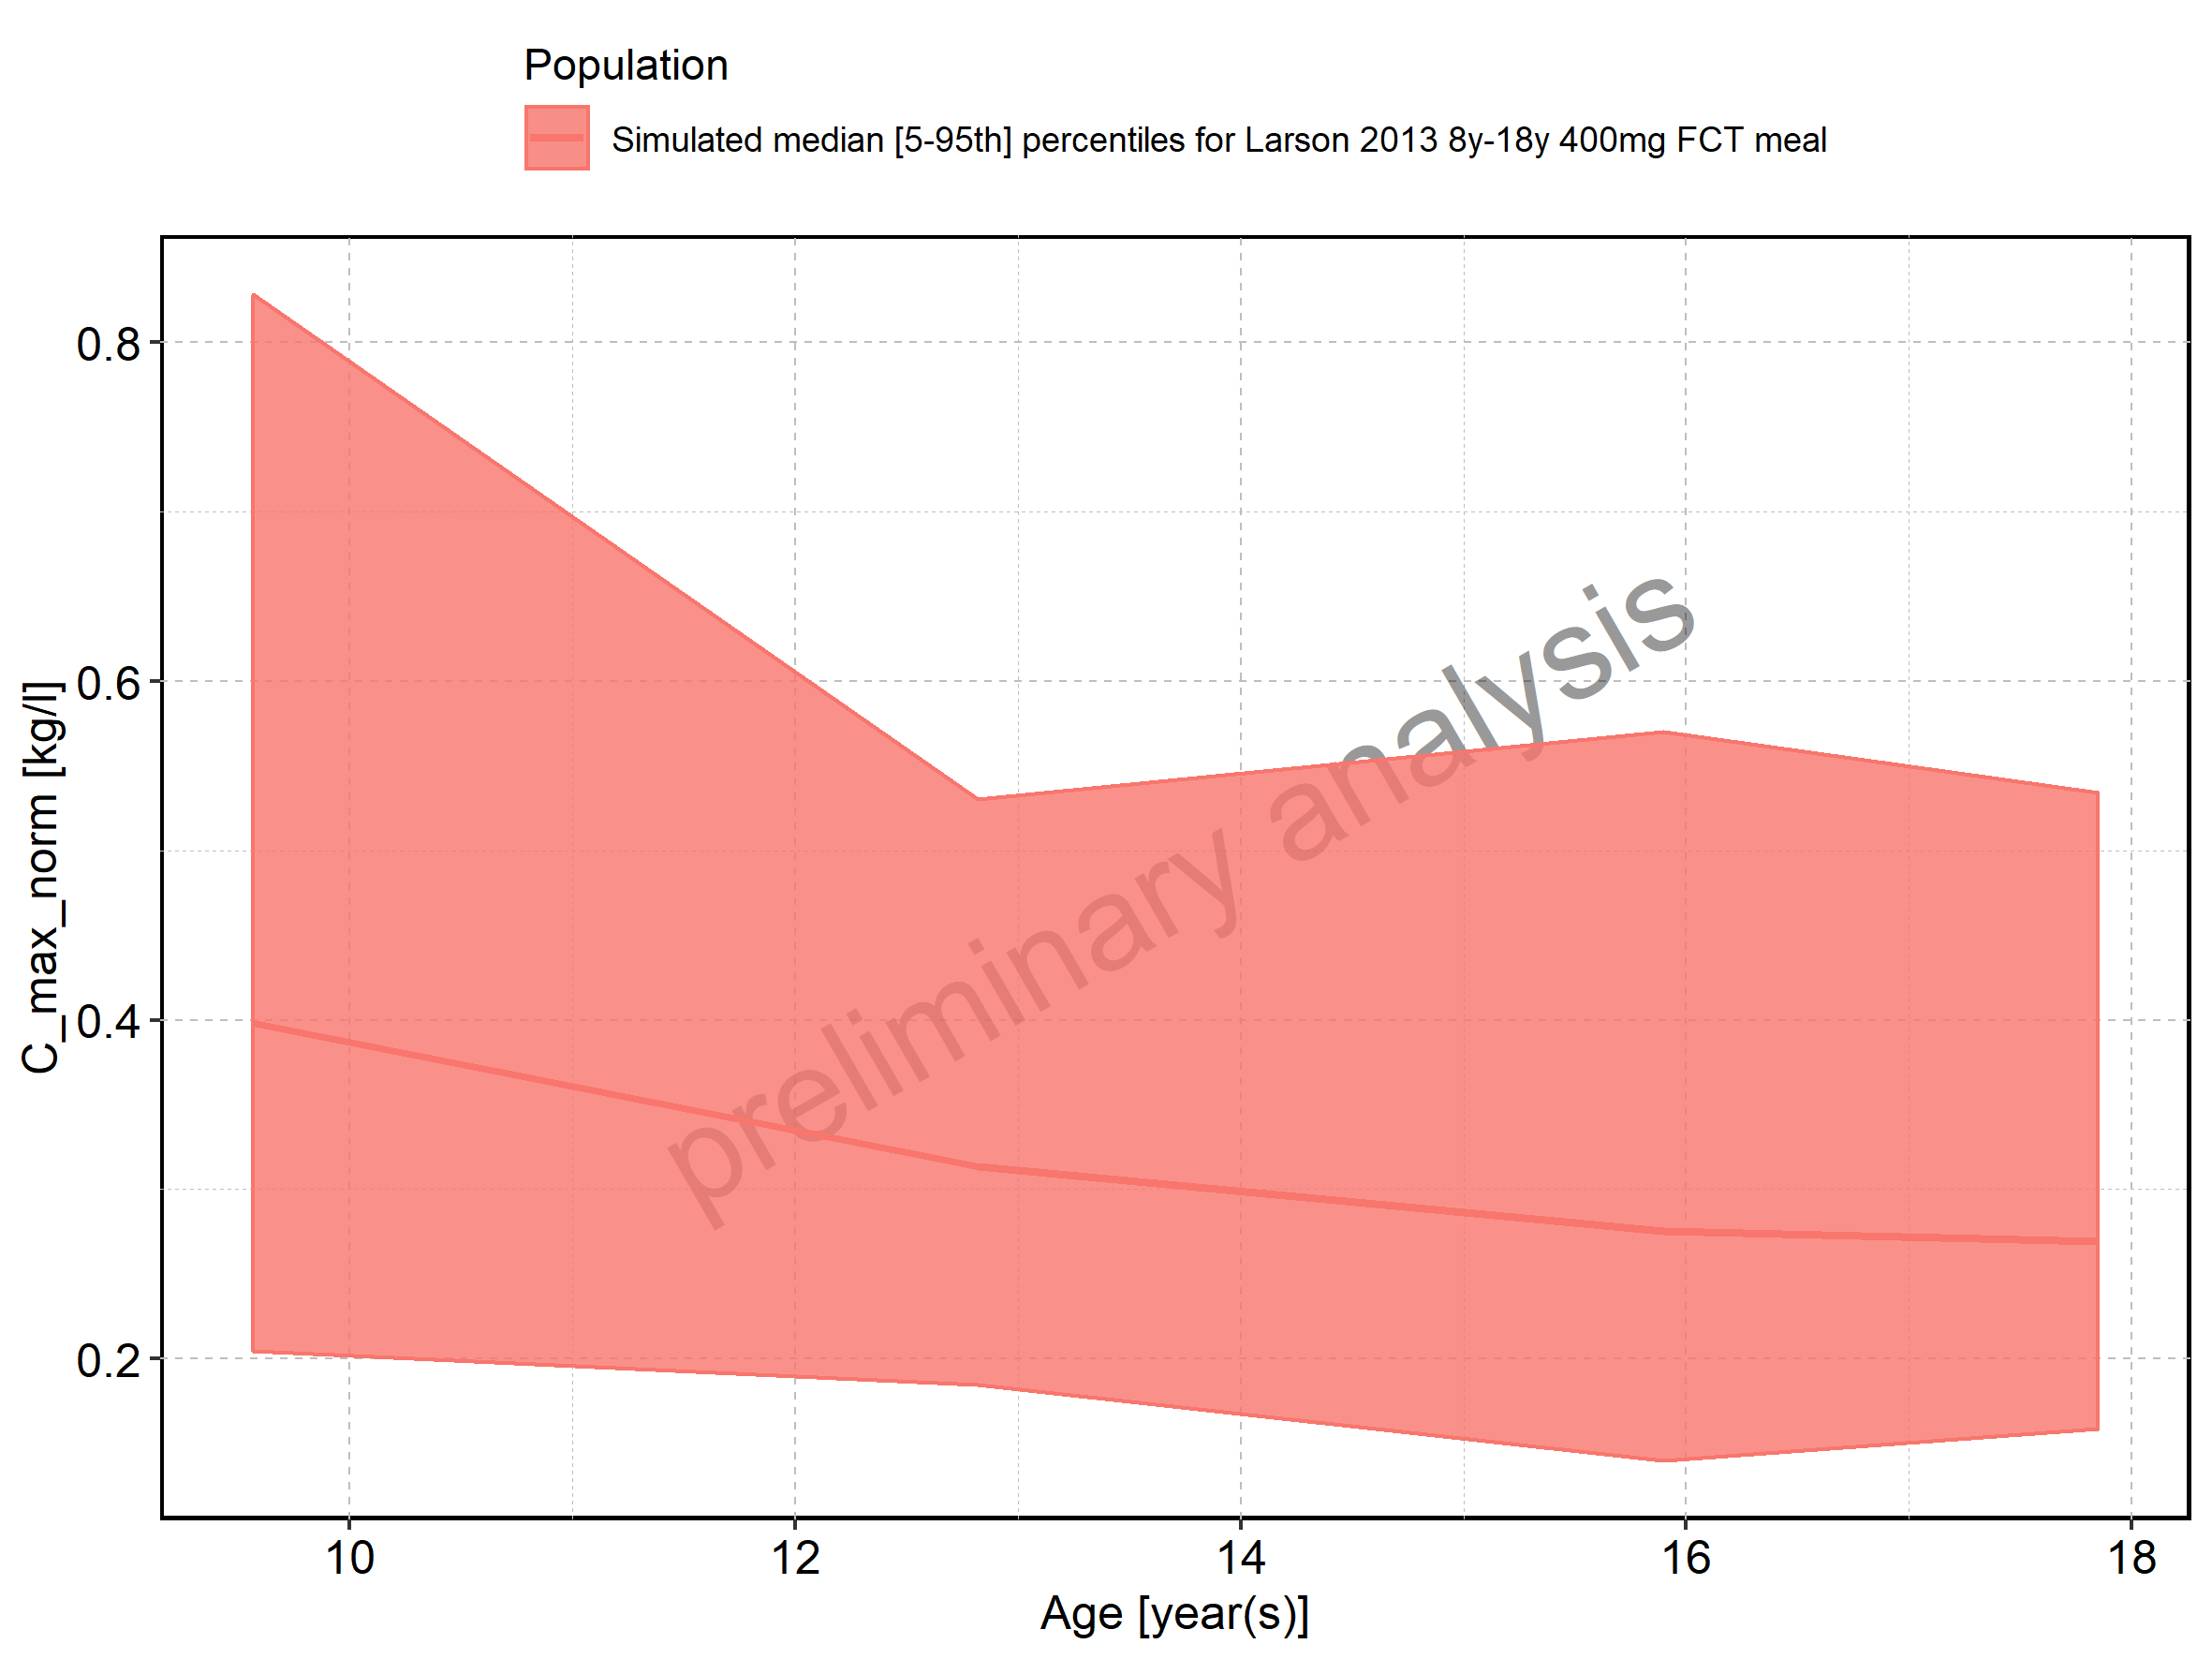 Population
Simulated median [5-95th] percentiles for Larson 2013 8y-18y 400mg FCT meal
0.8
0.6
0.4
0.2
C_max_norm [kg/l]
preliminary analysis
10 12 14 16 18
Age [year(s)]